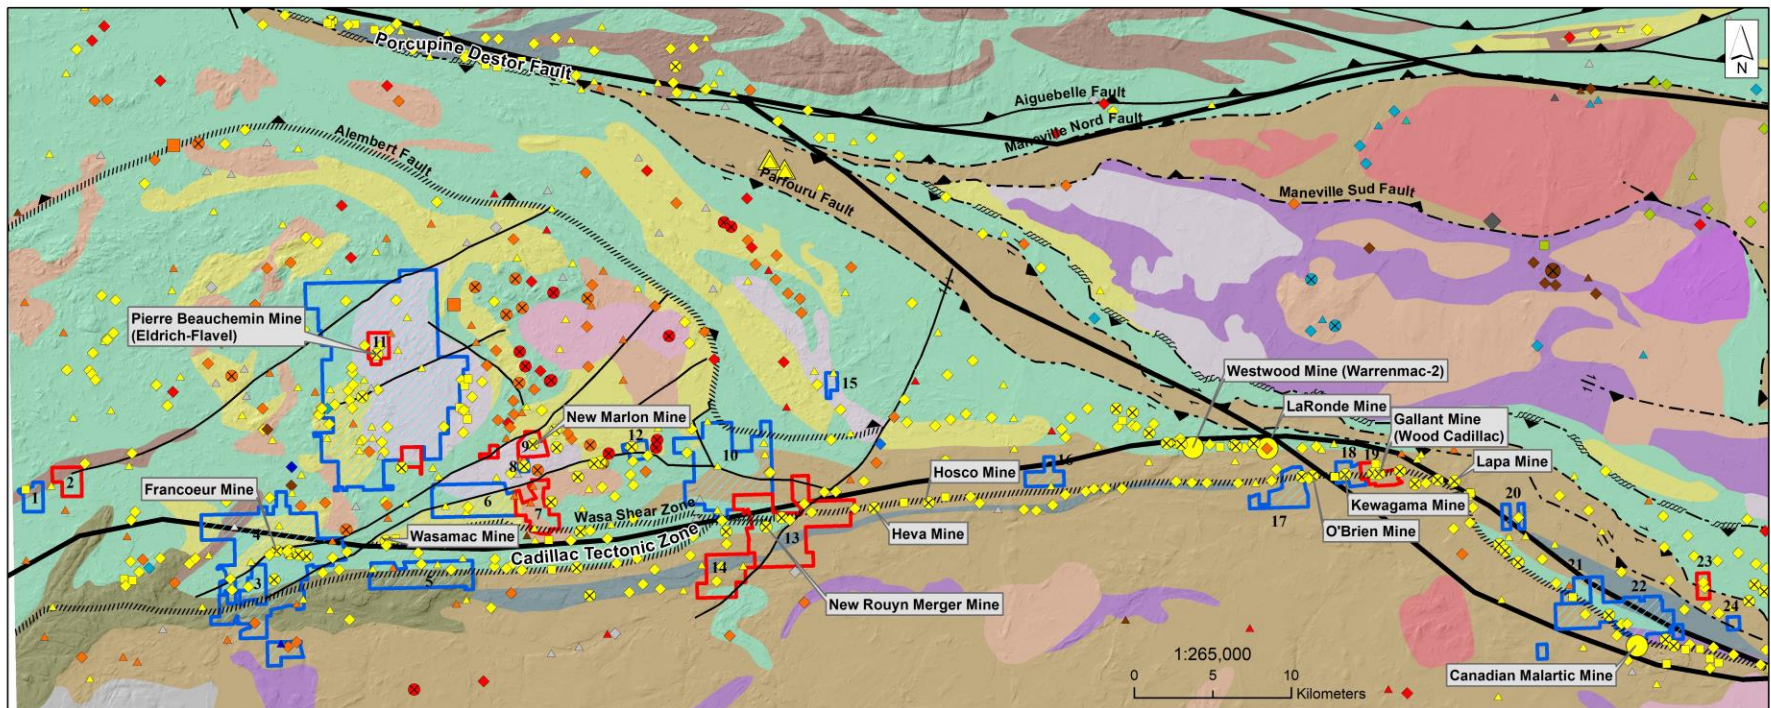 Porcupine Destor Fault
N
Aiguebelle Fault
Maneville Nord Fault
Alembert Fault
Parfouru Fault
Maneville Sud Fault
Pierre Beauchemin Mine
(Eldrich-Flavel)
11
15
Westwood Mine (Warrenmac-2)
LaRonde Mine
New Marlon Mine
Gallant Mine
(Wood Cadillac)
9
12
10
8
Hosco Mine
16
18
19
Lapa Mine
2
1
Francoeur Mine
6
7
Wasa Shear Zone
Kewagama Mine
20
17
O'Brien Mine
4
Wasamac Mine
Cadillac Tectonic Zone
13
Heva Mine
3
5
14
21
22
23
24
New Rouyn Merger Mine
1:265,000
0 5 10
Kilometers
Canadian Malartic Mine